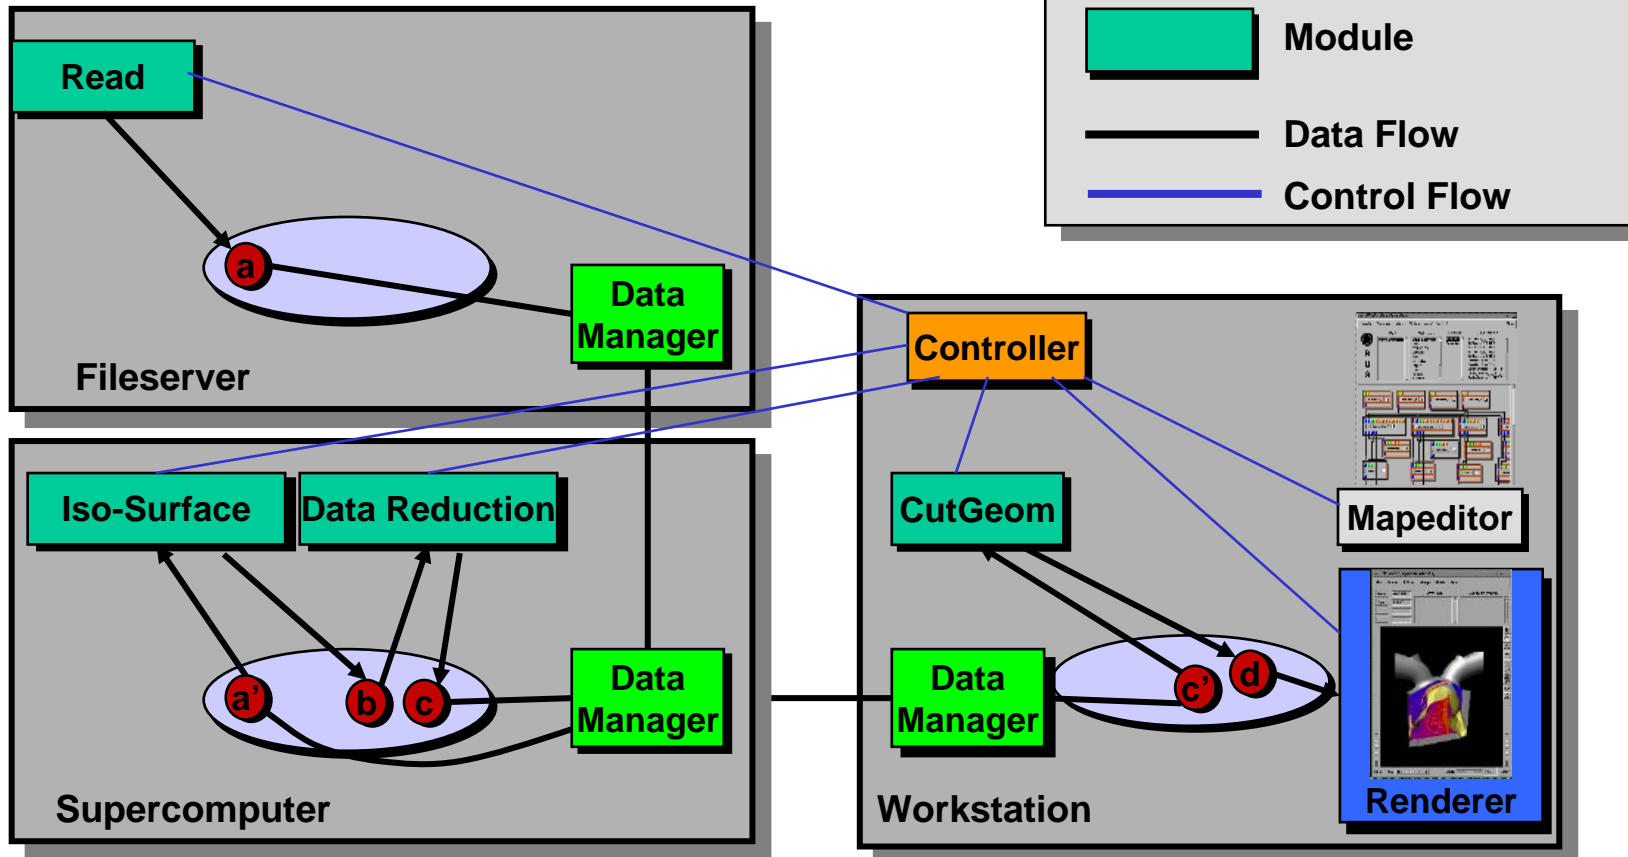 Module
Data Flow
Control Flow
Read
a
Data
Manager
Fileserver
Iso-Surface
Data Reduction
a’
b
c
Data
Manager
Supercomputer
Controller
CutGeom
Mapeditor
Data
Manager
c’
d
Renderer
Workstation